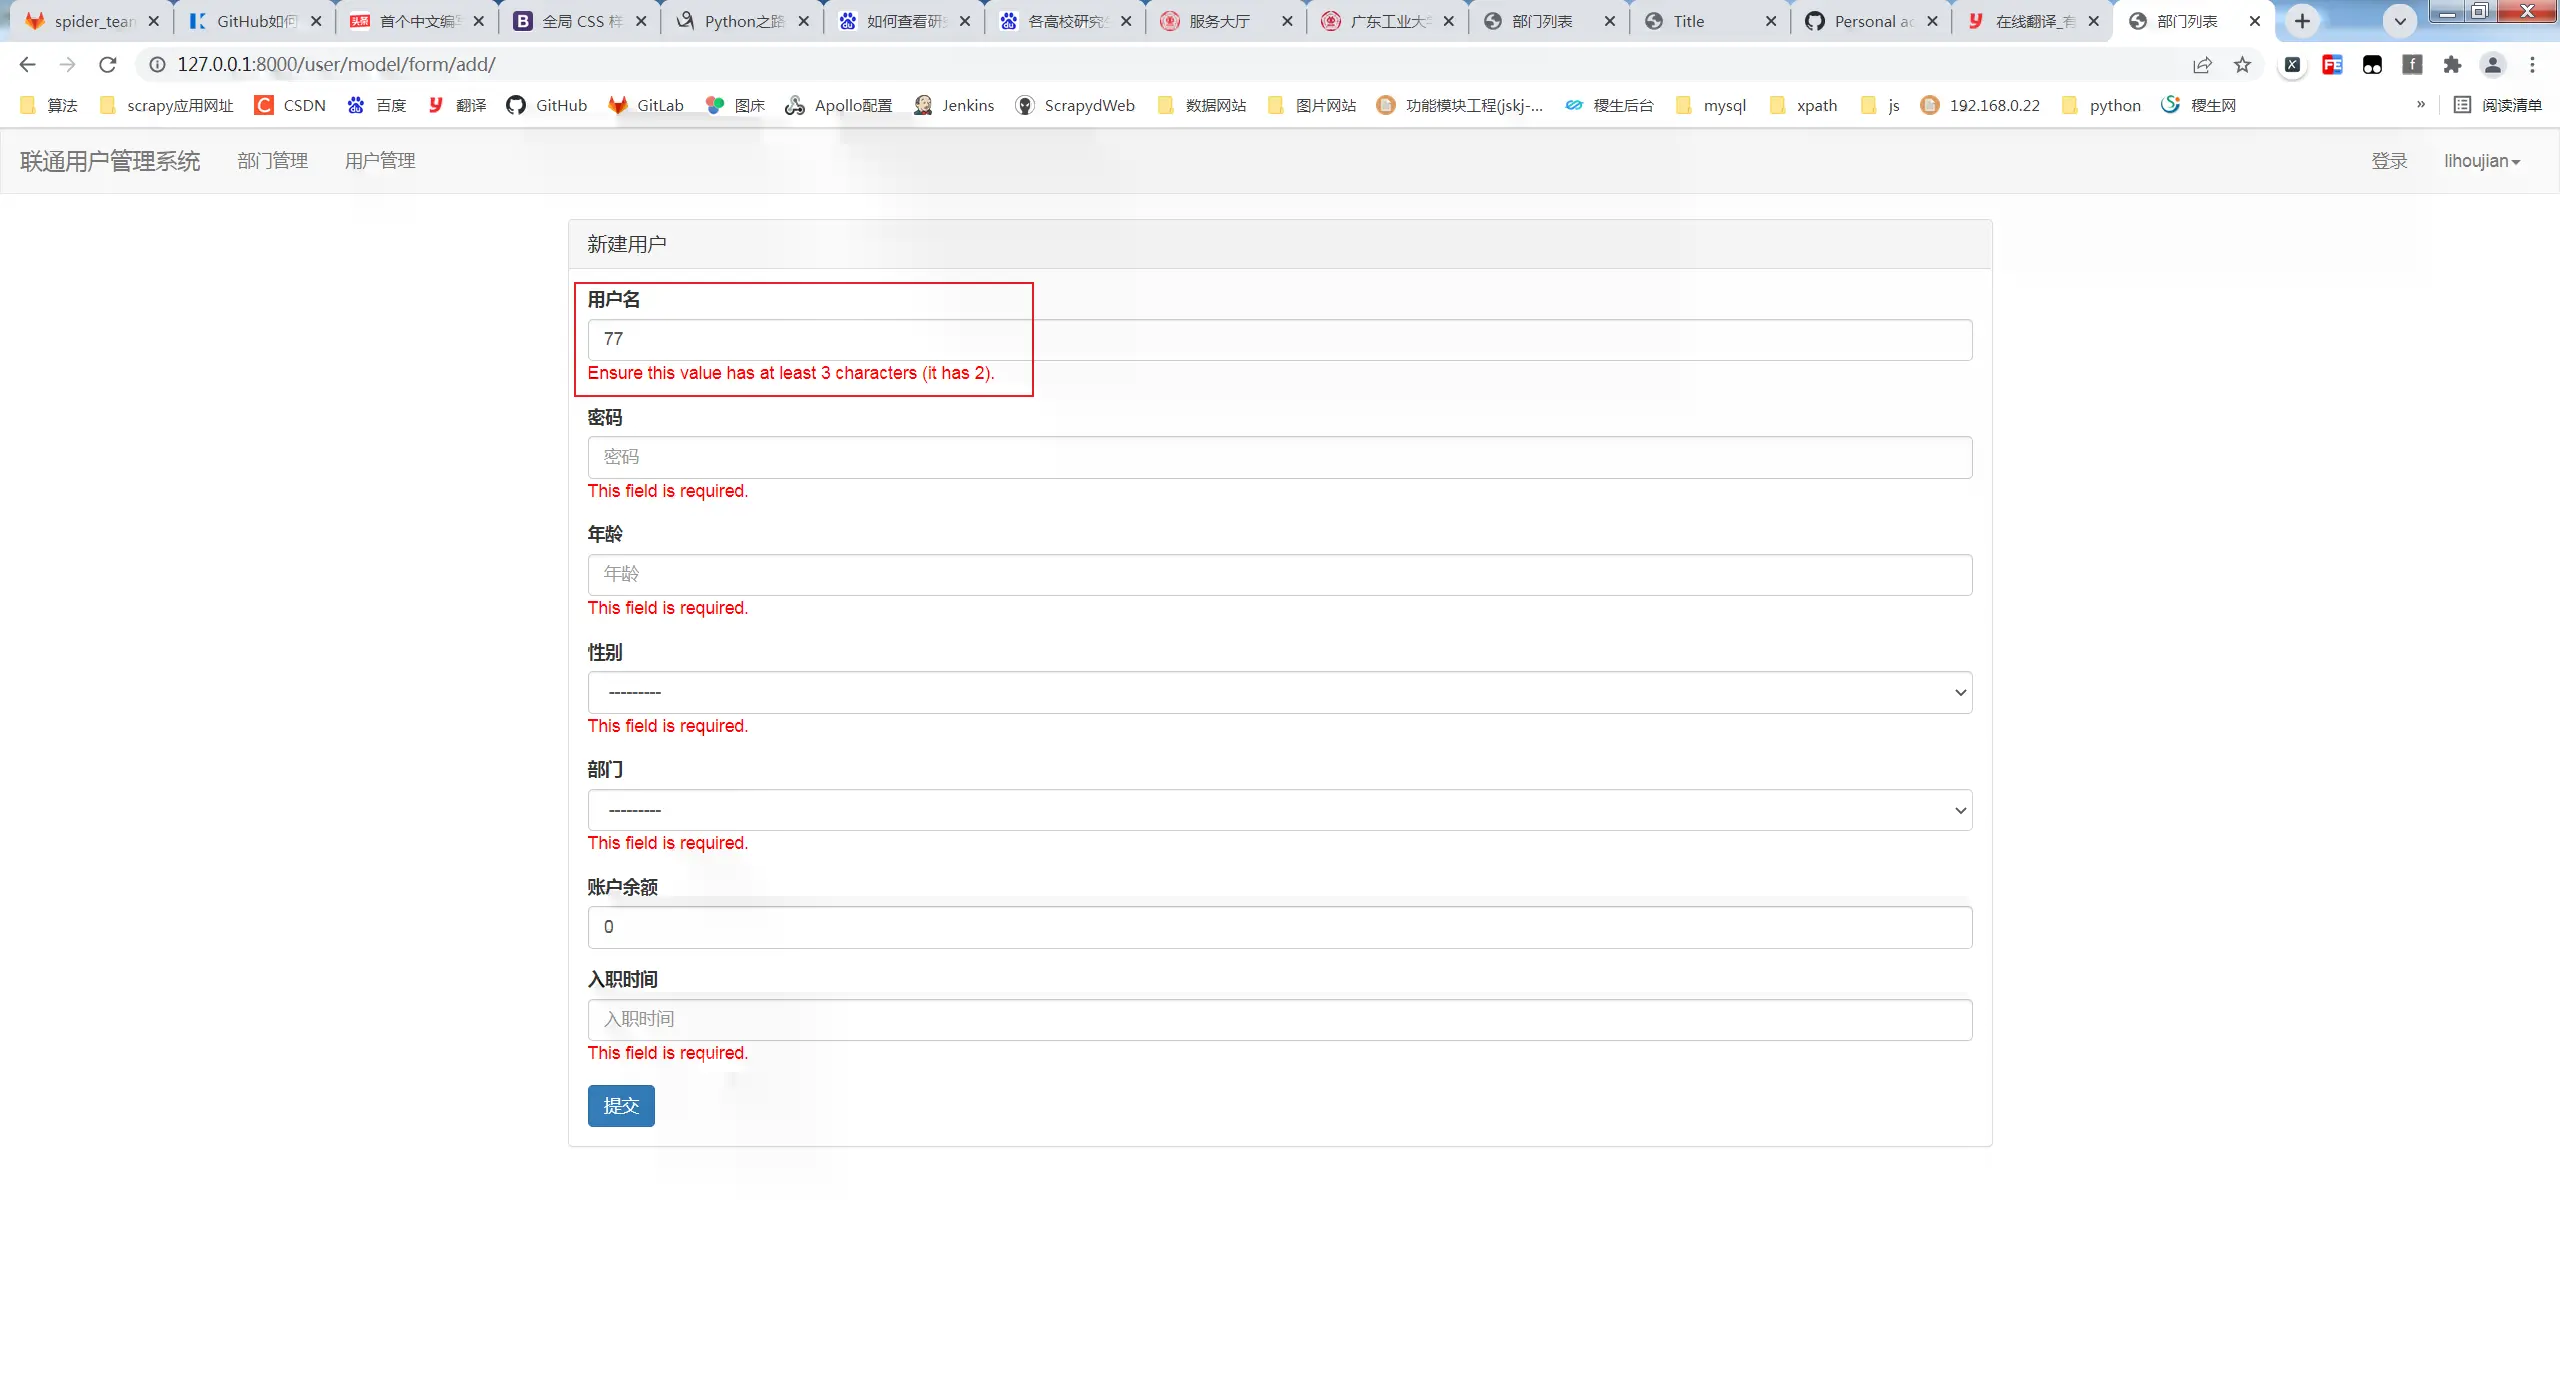 spider_tean
GitHub如何
首个中文编
全局 CSS 样
Python之路
如何查看研
各高校研究
服务大厅
广东工业大
部门列表
Title
Personal ac
在线翻译_有
部门列表
127.0.0.1:8000/user/model/form/add/
算法 scrapy应用网址 CSDN 百度 翻译 GitHub GitLab 图床 Apollo配置 Jenkins ScrapydWeb 数据网站 图片网站 功能模块工程(jskj-... 稷生后台 mysql xpath js 192.168.0.22 python 稷生网 » 阅读清单
联通用户管理系统 部门管理 用户管理 登录 lihoujian
新建用户
用户名
77
Ensure this value has at least 3 characters (it has 2).
密码
密码
This field is required.
年龄
年龄
This field is required.
性别
---------
This field is required.
部门
---------
This field is required.
账户余额
0
入职时间
入职时间
This field is required.
提交